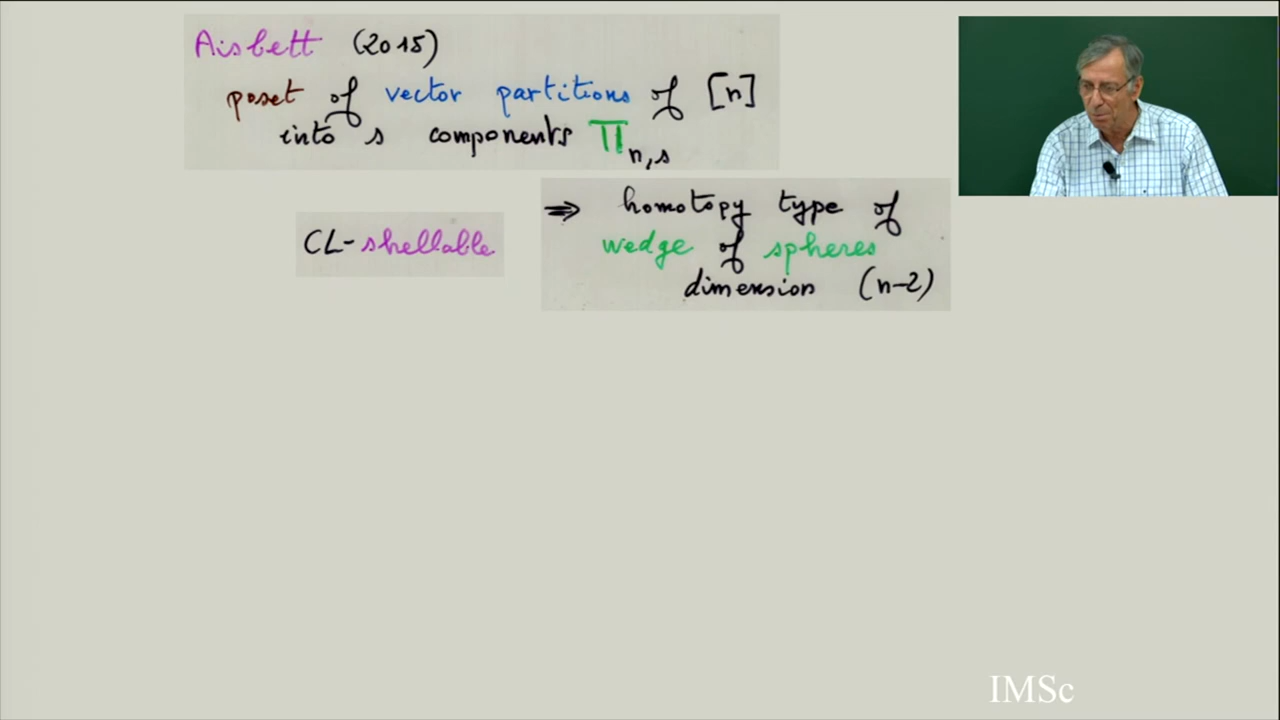 Aisbett (2015)
poset of vector partitions of [n]
into s components Π_{n,s}
CL-shellable
⇒ homotopy type of
wedge of spheres
dimension (n-2)
IMSc